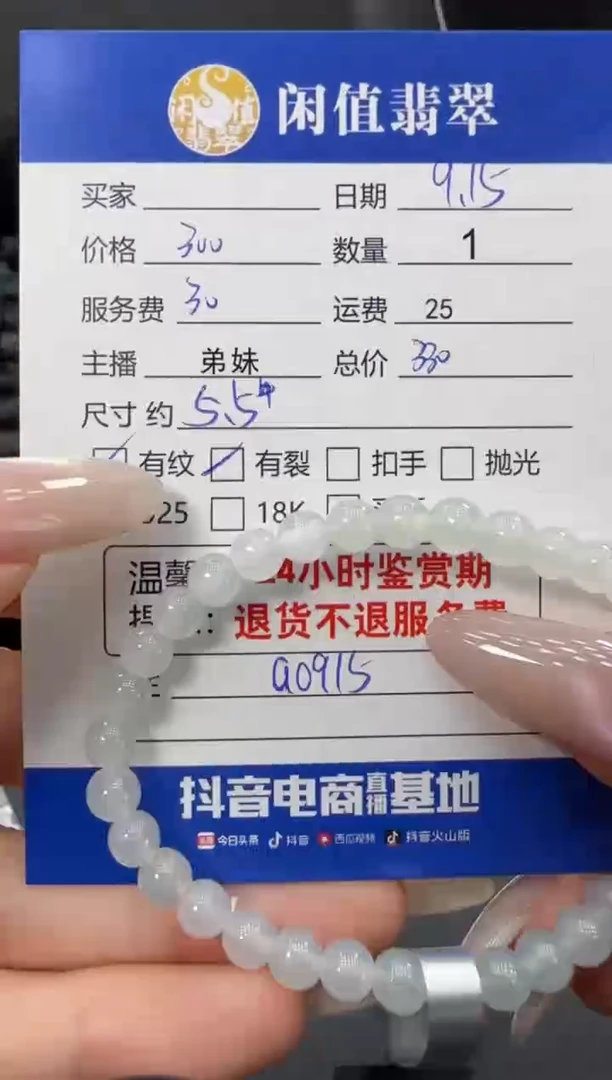 闲值翡翠
买家 日期 9.15
价格 300 数量 1
服务费 30 运费 25
主播 弟妹 总价 330
尺寸 约 5.5
有纹 有裂 扣手 抛光
18K
温馨 24小时鉴赏期
提 : 退货不退服务费
a0915
抖音电商直播基地
今日头条 抖音 西瓜视频 抖音火山版